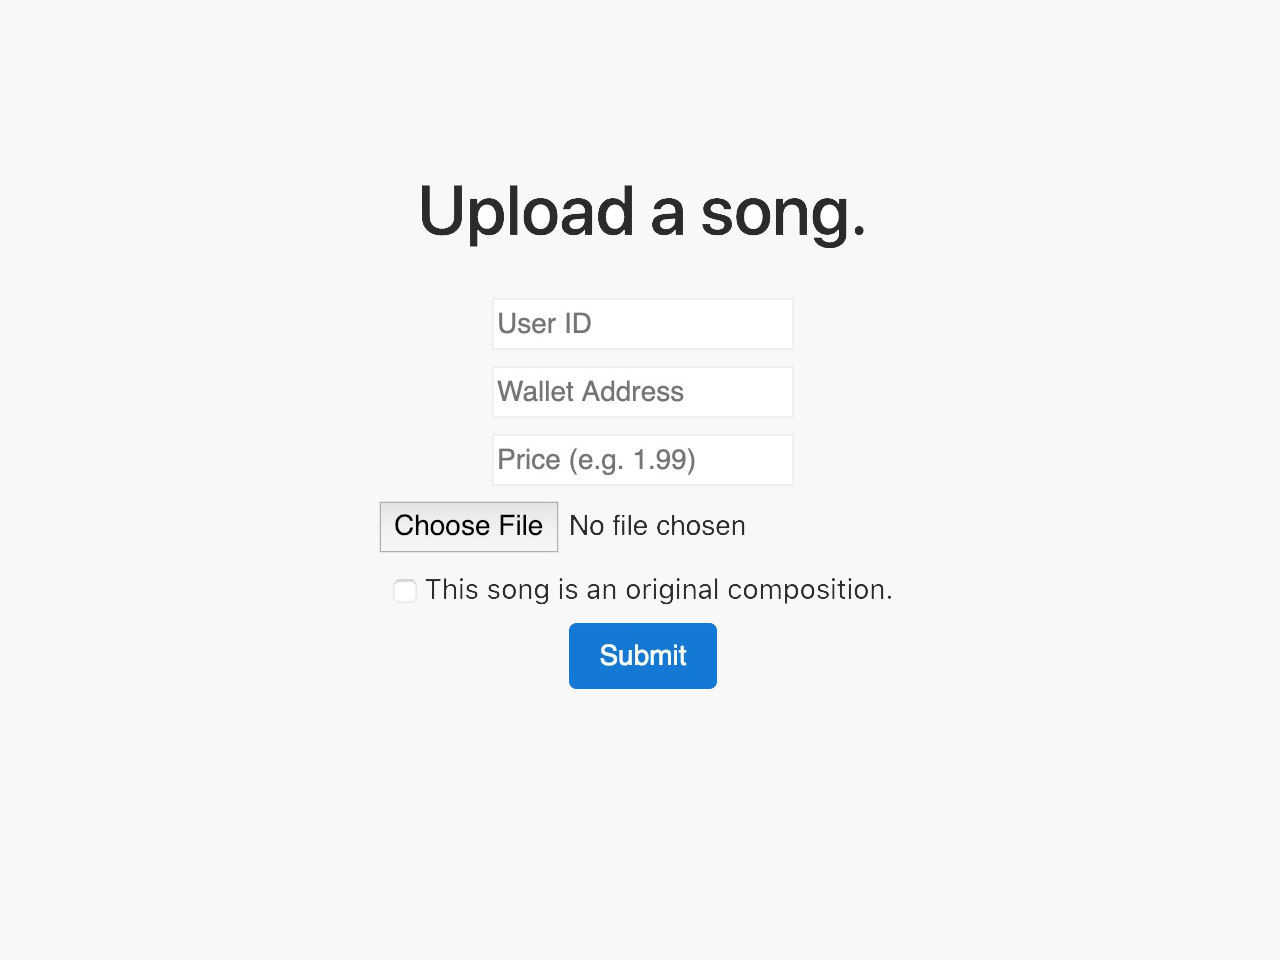 Upload a song.
User ID
Wallet Address
Price (e.g. 1.99)
Choose File No file chosen
This song is an original composition.
Submit